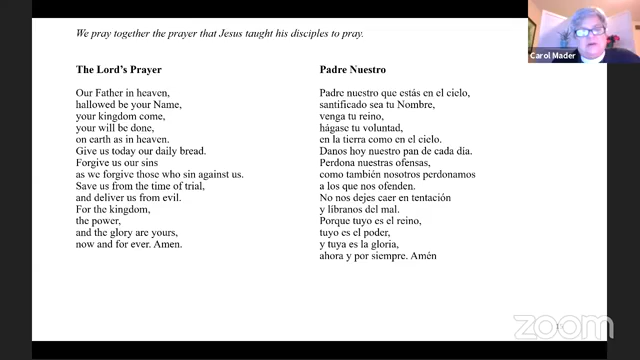 We pray together the prayer that Jesus taught his disciples to pray.
The Lord's Prayer
Our Father in heaven,
hallowed be your Name,
your kingdom come,
your will be done,
on earth as in heaven.
Give us today our daily bread.
Forgive us our sins
as we forgive those who sin against us.
Save us from the time of trial,
and deliver us from evil.
For the kingdom,
the power,
and the glory are yours,
now and for ever. Amen.
Padre Nuestro
Padre nuestro que estás en el cielo,
santificado sea tu Nombre,
venga tu reino,
hágase tu voluntad,
en la tierra como en el cielo.
Danos hoy nuestro pan de cada día.
Perdona nuestras ofensas,
como también nosotros perdonamos
a los que nos ofenden.
No nos dejes caer en tentación
y líbranos del mal.
Porque tuyo es el reino,
tuyo es el poder,
y tuya es la gloria,
ahora y por siempre. Amén
Carol Mader
zoom